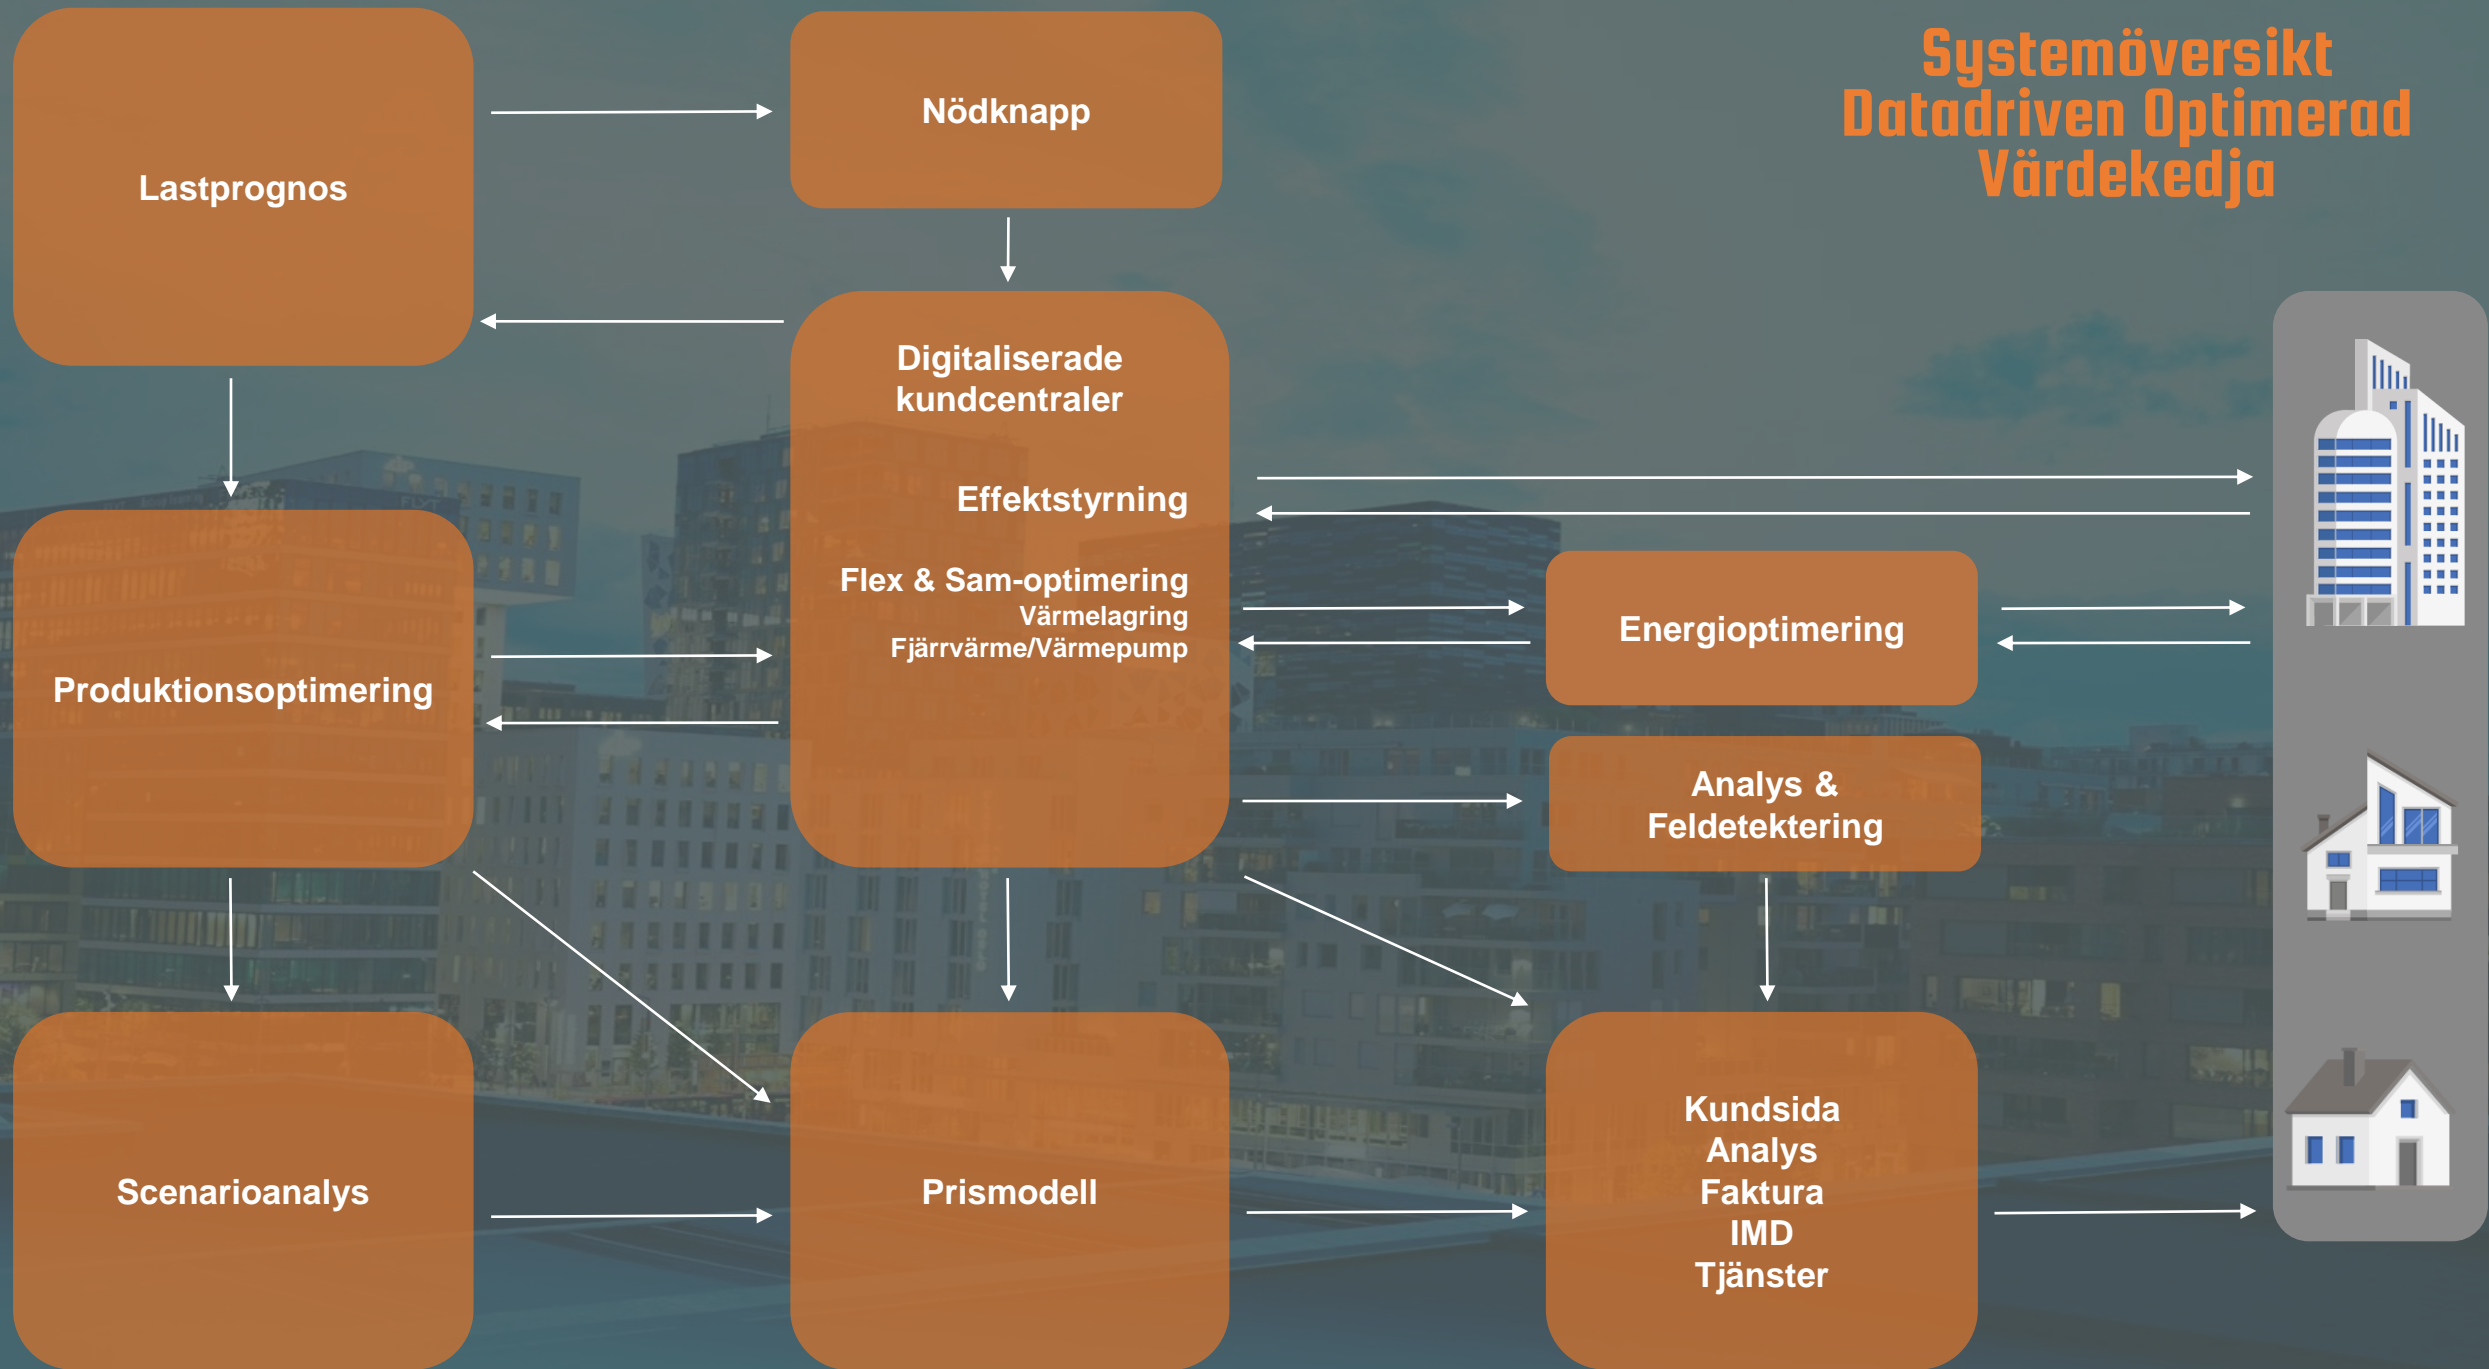 Systemöversikt
Datadriven Optimerad
Värdekedja
Lastprognos
Nödknapp
Digitaliserade
kundcentraler
Effektstyrning
Flex & Sam-optimering
Värmelagring
Fjärrvärme/Värmepump
Energioptimering
Produktionsoptimering
Analys &
Feldetektering
Scenarioanalys
Prismodell
Kundsida
Analys
Faktura
IMD
Tjänster